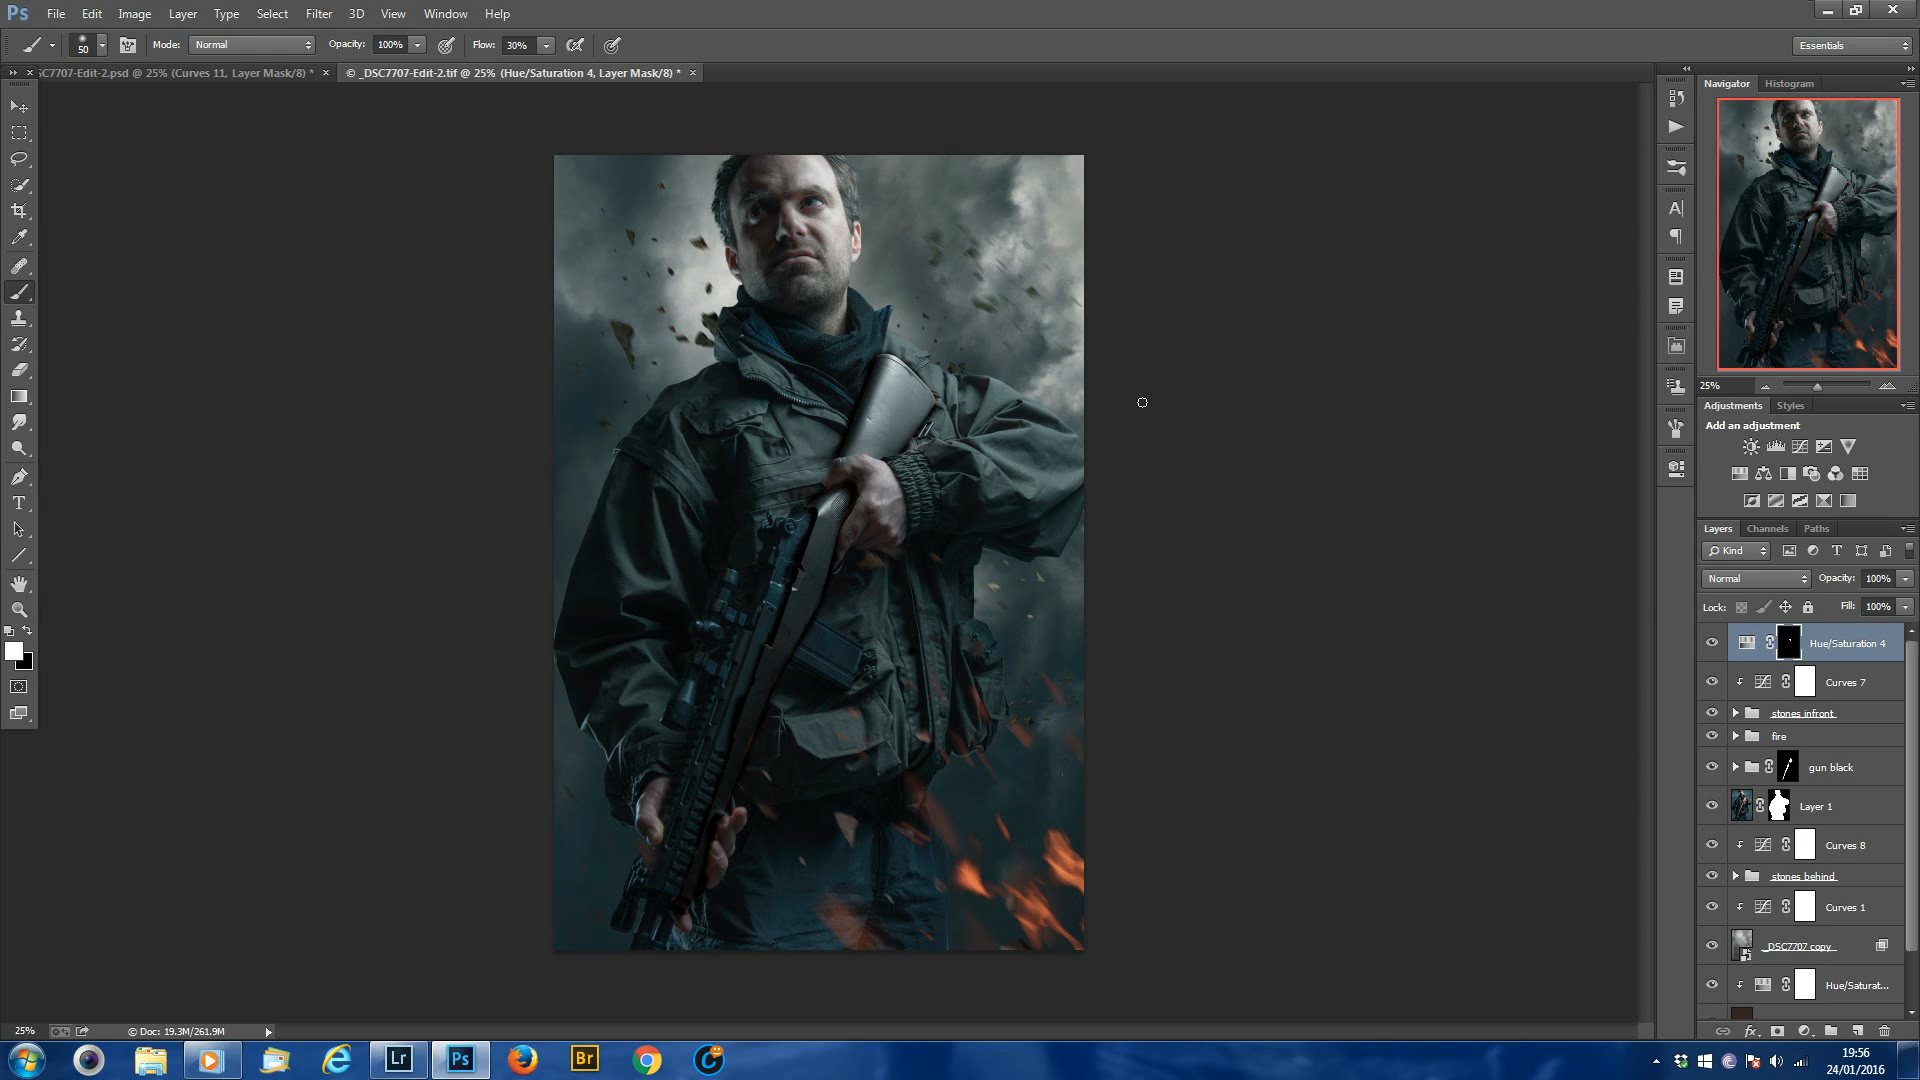 Ps File Edit Image Layer Type Select Filter 3D View Window Help
50 Mode: Normal Opacity: 100% Flow: 30% Essentials
SC7707-Edit-2.psd @ 25% (Curves 11, Layer Mask/8) * × © _DSC7707-Edit-2.tif @ 25% (Hue/Saturation 4, Layer Mask/8) * ×
Navigator Histogram
25%
Adjustments Styles
Add an adjustment
Layers Channels Paths
Kind
Normal Opacity: 100%
Lock: Fill: 100%
Hue/Saturation 4
Curves 7
stones infront
fire
gun black
Layer 1
Curves 8
stones behind
Curves 1
_DSC7707 copy
Hue/Saturat...
25% © Doc: 19.3M/261.9M
Lr Ps Br
19:56
24/01/2016